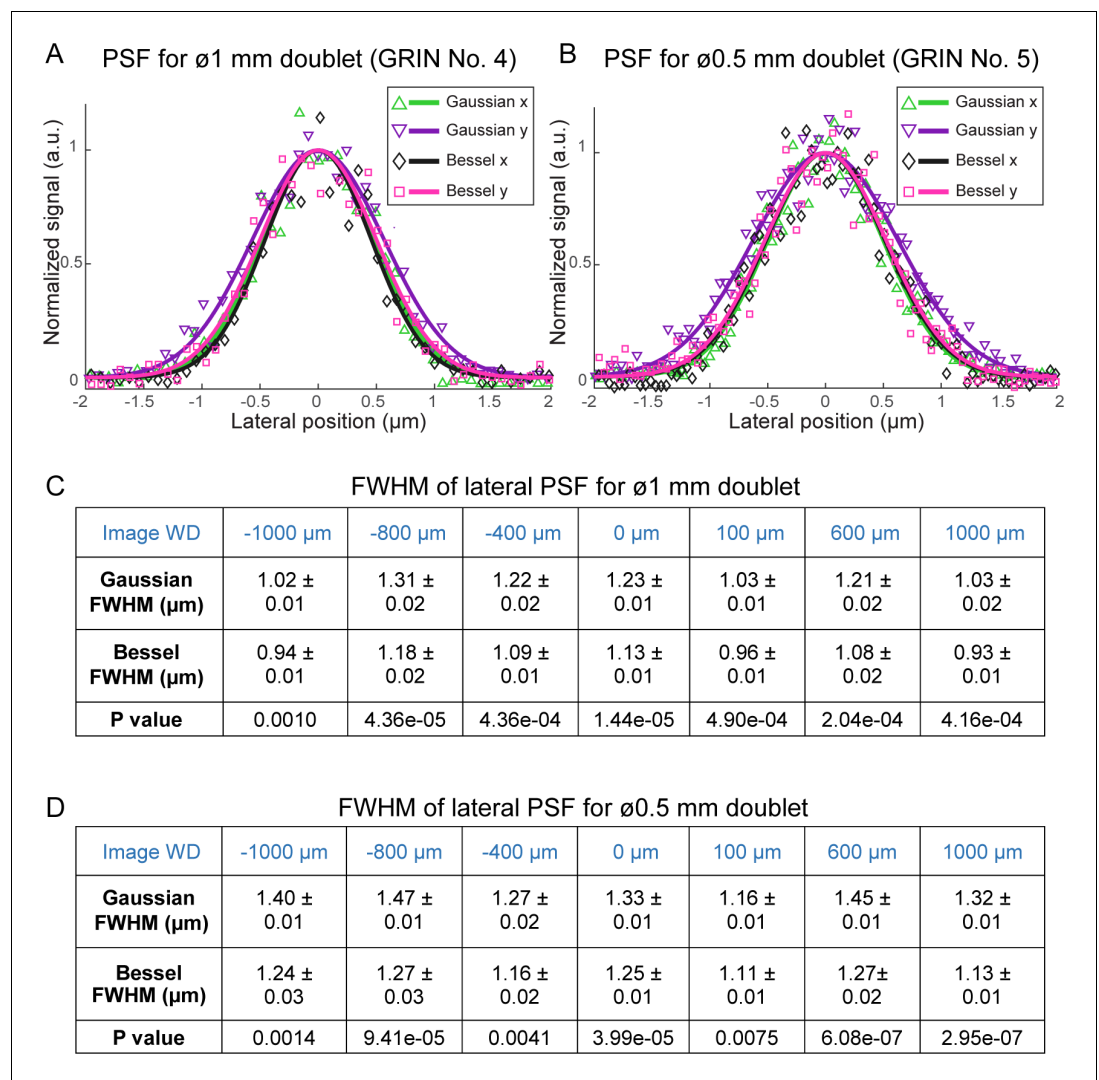 A
PSF for ø1 mm doublet (GRIN No. 4)
Gaussian x
Gaussian y
Bessel x
Bessel y
Normalized signal (a.u.)
1
0.5
0
-2
-1.5
-1
-0.5
0
0.5
1
1.5
2
Lateral position (µm)
B
PSF for ø0.5 mm doublet (GRIN No. 5)
Gaussian x
Gaussian y
Bessel x
Bessel y
Normalized signal (a.u.)
1
0.5
0
-2
-1.5
-1
-0.5
0
0.5
1
1.5
2
Lateral position (µm)
C
FWHM of lateral PSF for ø1 mm doublet
Image WD -1000 µm -800 µm -400 µm 0 µm 100 µm 600 µm 1000 µm
Gaussian 1.02 ± 1.31 ± 1.22 ± 1.23 ± 1.03 ± 1.21 ± 1.03 ±
FWHM (µm) 0.01 0.02 0.02 0.01 0.01 0.02 0.02
Bessel 0.94 ± 1.18 ± 1.09 ± 1.13 ± 0.96 ± 1.08 ± 0.93 ±
FWHM (µm) 0.01 0.02 0.01 0.01 0.01 0.02 0.01
P value 0.0010 4.36e-05 4.36e-04 1.44e-05 4.90e-04 2.04e-04 4.16e-04
D
FWHM of lateral PSF for ø0.5 mm doublet
Image WD -1000 µm -800 µm -400 µm 0 µm 100 µm 600 µm 1000 µm
Gaussian 1.40 ± 1.47 ± 1.27 ± 1.33 ± 1.16 ± 1.45 ± 1.32 ±
FWHM (µm) 0.01 0.01 0.02 0.01 0.01 0.01 0.01
Bessel 1.24 ± 1.27 ± 1.16 ± 1.25 ± 1.11 ± 1.27± 1.13 ±
FWHM (µm) 0.03 0.03 0.02 0.01 0.01 0.02 0.01
P value 0.0014 9.41e-05 0.0041 3.99e-05 0.0075 6.08e-07 2.95e-07